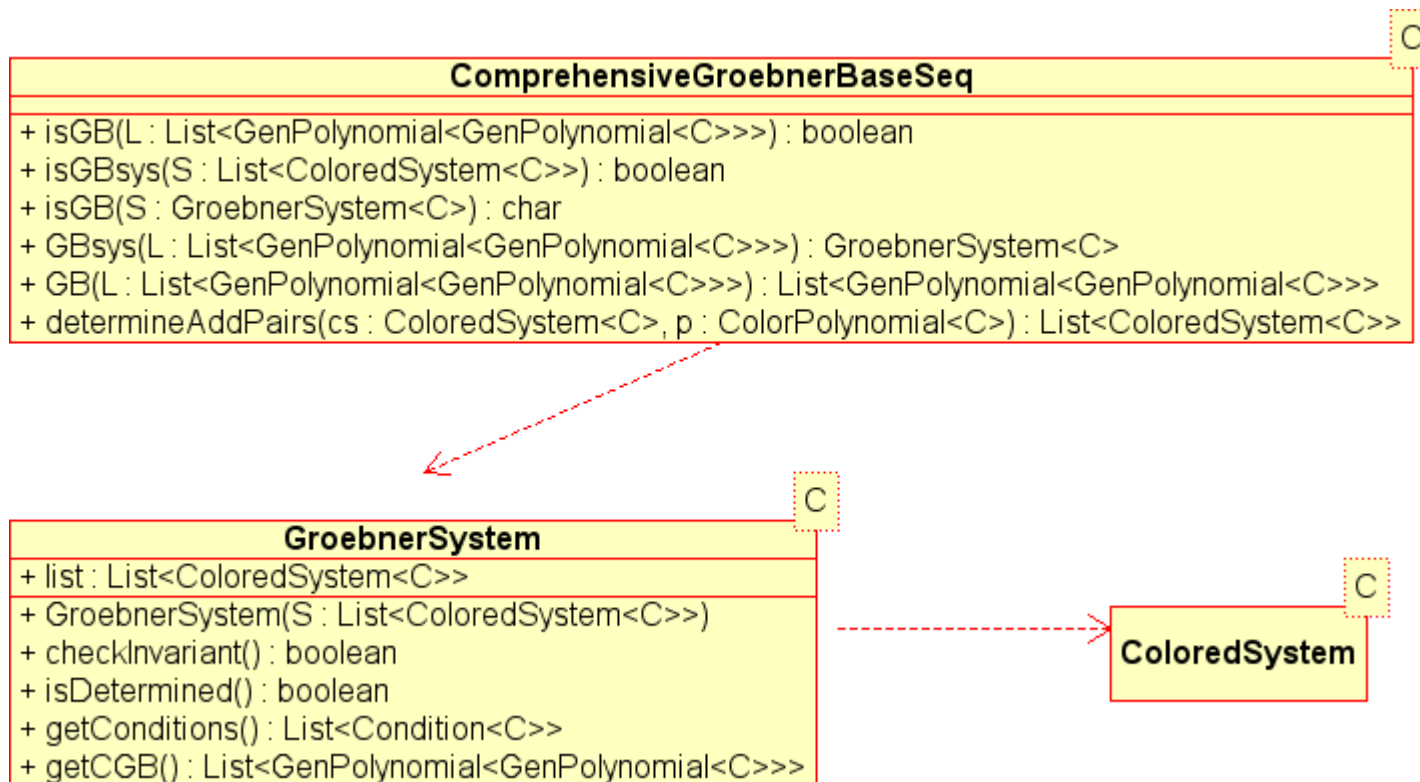 C
ComprehensiveGroebnerBaseSeq
+ isGB(L : List<GenPolynomial<GenPolynomial<C>>>) : boolean
+ isGBsys(S : List<ColoredSystem<C>>) : boolean
+ isGB(S : GroebnerSystem<C>) : char
+ GBsys(L : List<GenPolynomial<GenPolynomial<C>>>) : GroebnerSystem<C>
+ GB(L : List<GenPolynomial<GenPolynomial<C>>>) : List<GenPolynomial<GenPolynomial<C>>>
+ determineAddPairs(cs : ColoredSystem<C>, p : ColorPolynomial<C>) : List<ColoredSystem<C>>
C
GroebnerSystem
+ list : List<ColoredSystem<C>>
+ GroebnerSystem(S : List<ColoredSystem<C>>)
+ checkInvariant() : boolean
+ isDetermined() : boolean
+ getConditions() : List<Condition<C>>
+ getCGB() : List<GenPolynomial<GenPolynomial<C>>>
C
ColoredSystem